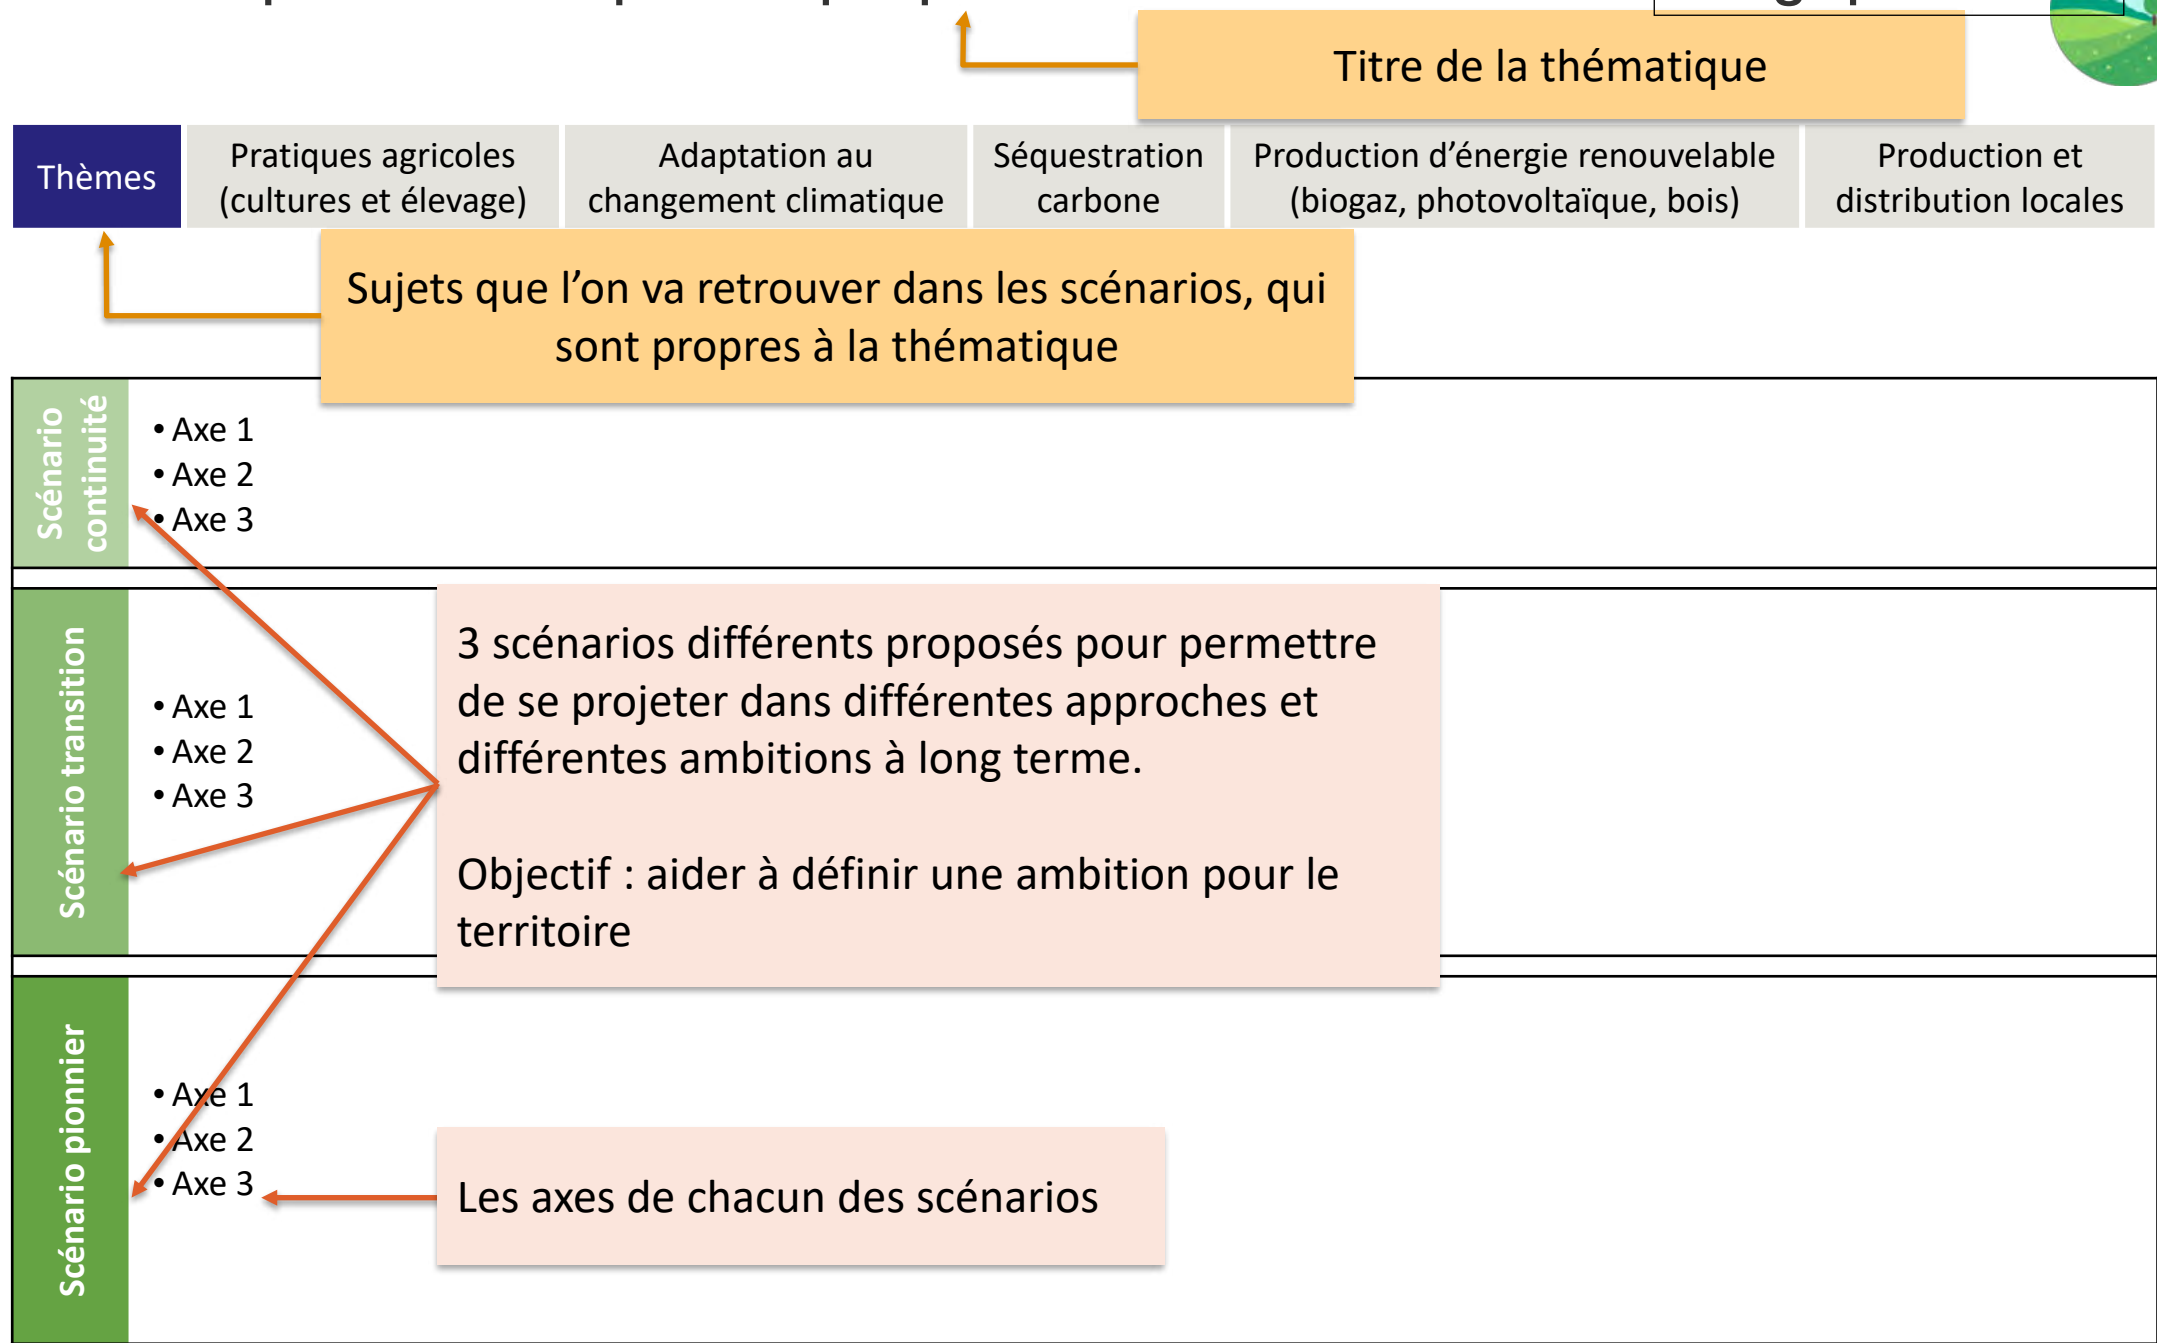 Titre de la thématique
Thèmes
Pratiques agricoles
(cultures et élevage)
Adaptation au
changement climatique
Séquestration
carbone
Production d’énergie renouvelable
(biogaz, photovoltaïque, bois)
Production et
distribution locales
Sujets que l’on va retrouver dans les scénarios, qui
sont propres à la thématique
Scénario
continuité
• Axe 1
• Axe 2
• Axe 3
Scénario transition
• Axe 1
• Axe 2
• Axe 3
3 scénarios différents proposés pour permettre
de se projeter dans différentes approches et
différentes ambitions à long terme.
Objectif : aider à définir une ambition pour le
territoire
Scénario pionnier
• Axe 1
• Axe 2
• Axe 3
Les axes de chacun des scénarios